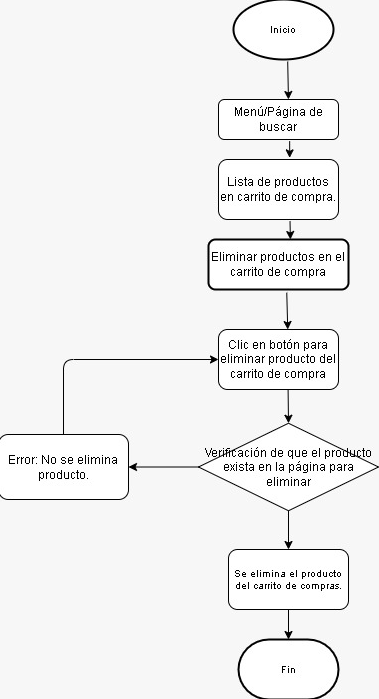 Inicio
Menú/Página de
buscar
Lista de productos
en carrito de compra.
Eliminar productos en el
carrito de compra
Clic en botón para
eliminar producto del
carrito de compra
Verificación de que el producto
exista en la página para
eliminar
Error: No se elimina
producto.
Se elimina el producto
del carrito de compras.
Fin